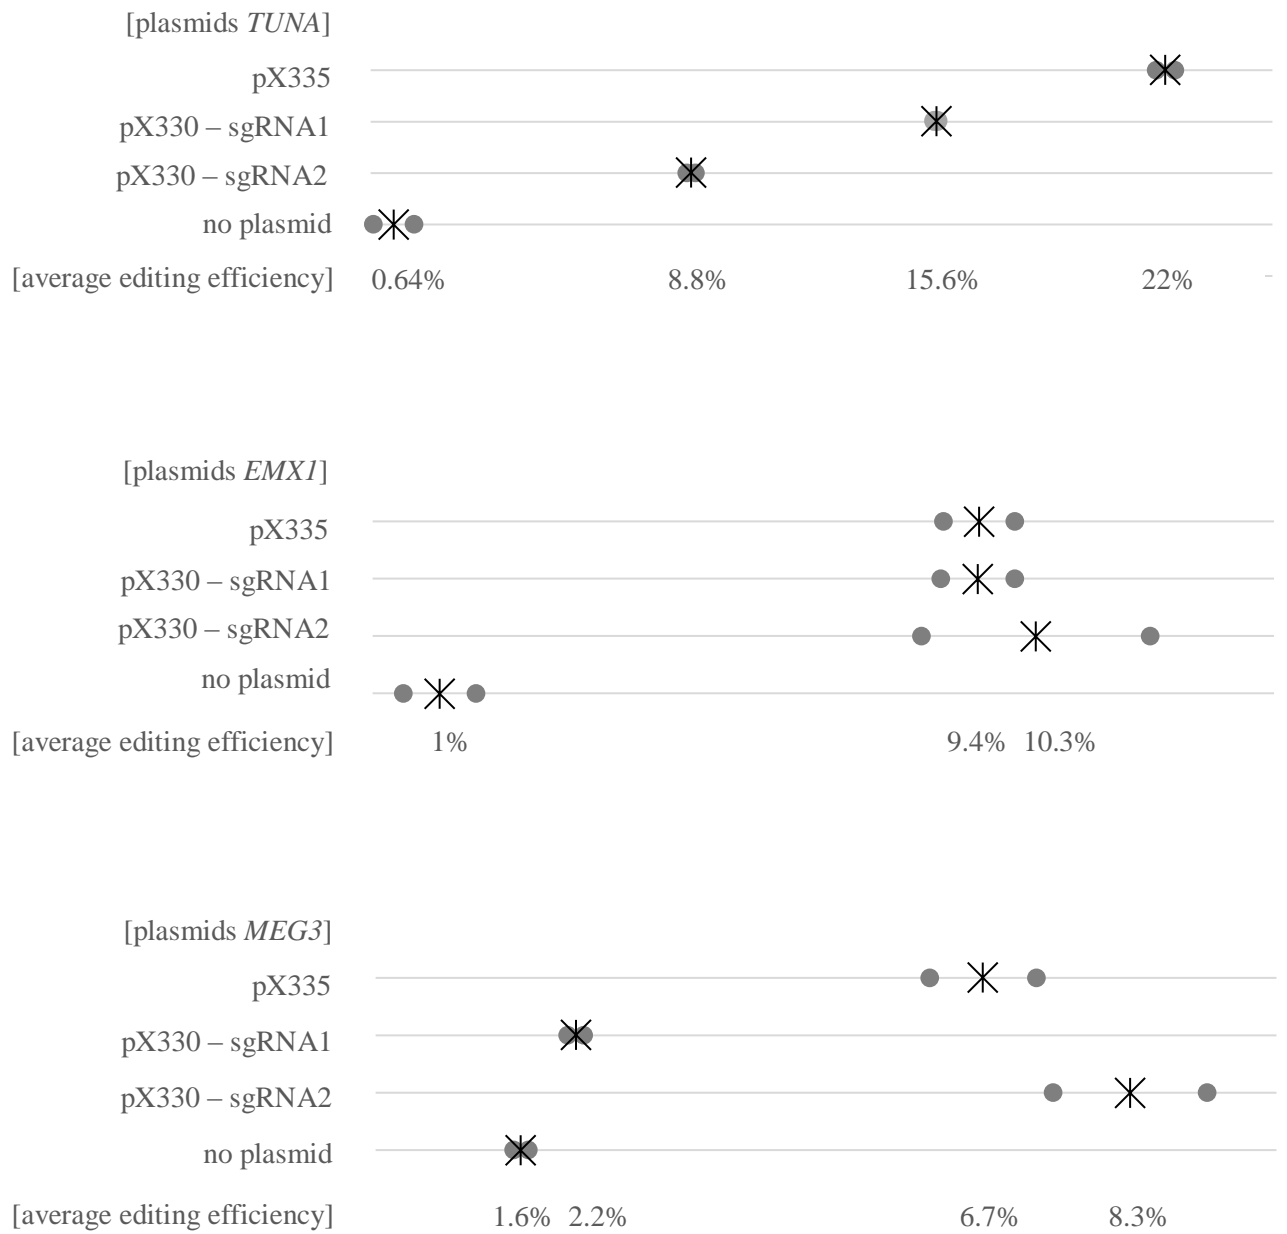 [plasmids TUNA]
pX335
pX330 – sgRNA1
pX330 – sgRNA2
no plasmid
[average editing efficiency] 0.64% 8.8% 15.6% 22%
[plasmids EMX1]
pX335
pX330 – sgRNA1
pX330 – sgRNA2
no plasmid
[average editing efficiency] 1% 9.4% 10.3%
[plasmids MEG3]
pX335
pX330 – sgRNA1
pX330 – sgRNA2
no plasmid
[average editing efficiency] 1.6% 2.2% 6.7% 8.3%